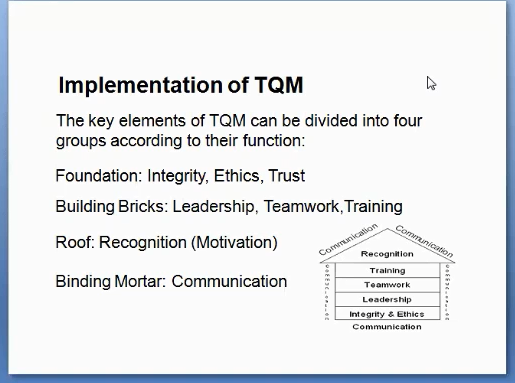 Implementation of TQM
The key elements of TQM can be divided into four
groups according to their function:
Foundation: Integrity, Ethics, Trust
Building Bricks: Leadership, Teamwork,Training
Roof: Recognition (Motivation)
Binding Mortar: Communication
Communication
Communication
Recognition
Communication
Training
Teamwork
Leadership
Integrity & Ethics
Communication
Communication